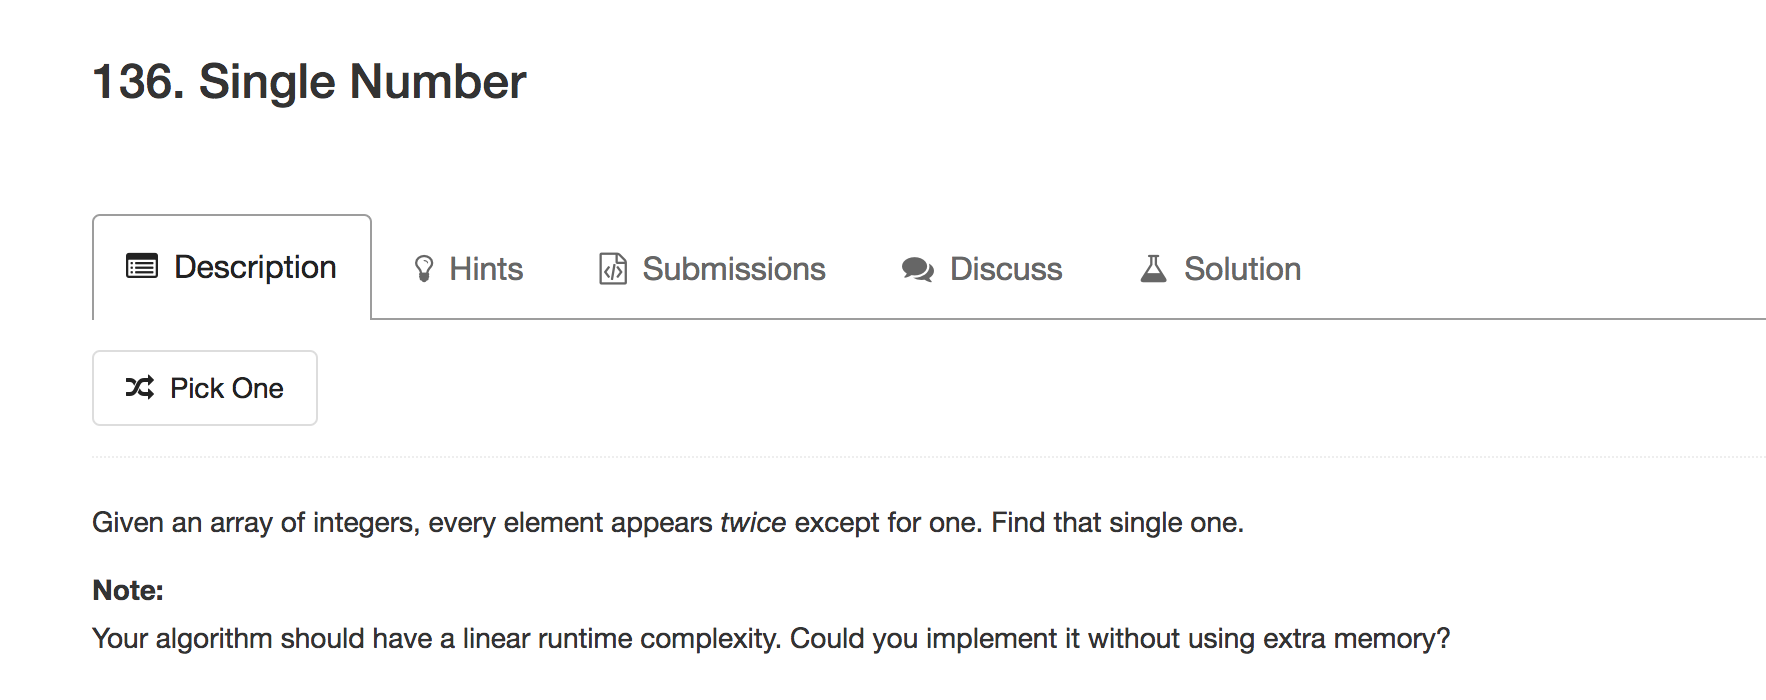 136. Single Number
Description
Hints
Submissions
Discuss
Solution
Pick One
Given an array of integers, every element appears twice except for one. Find that single one.
Note:
Your algorithm should have a linear runtime complexity. Could you implement it without using extra memory?